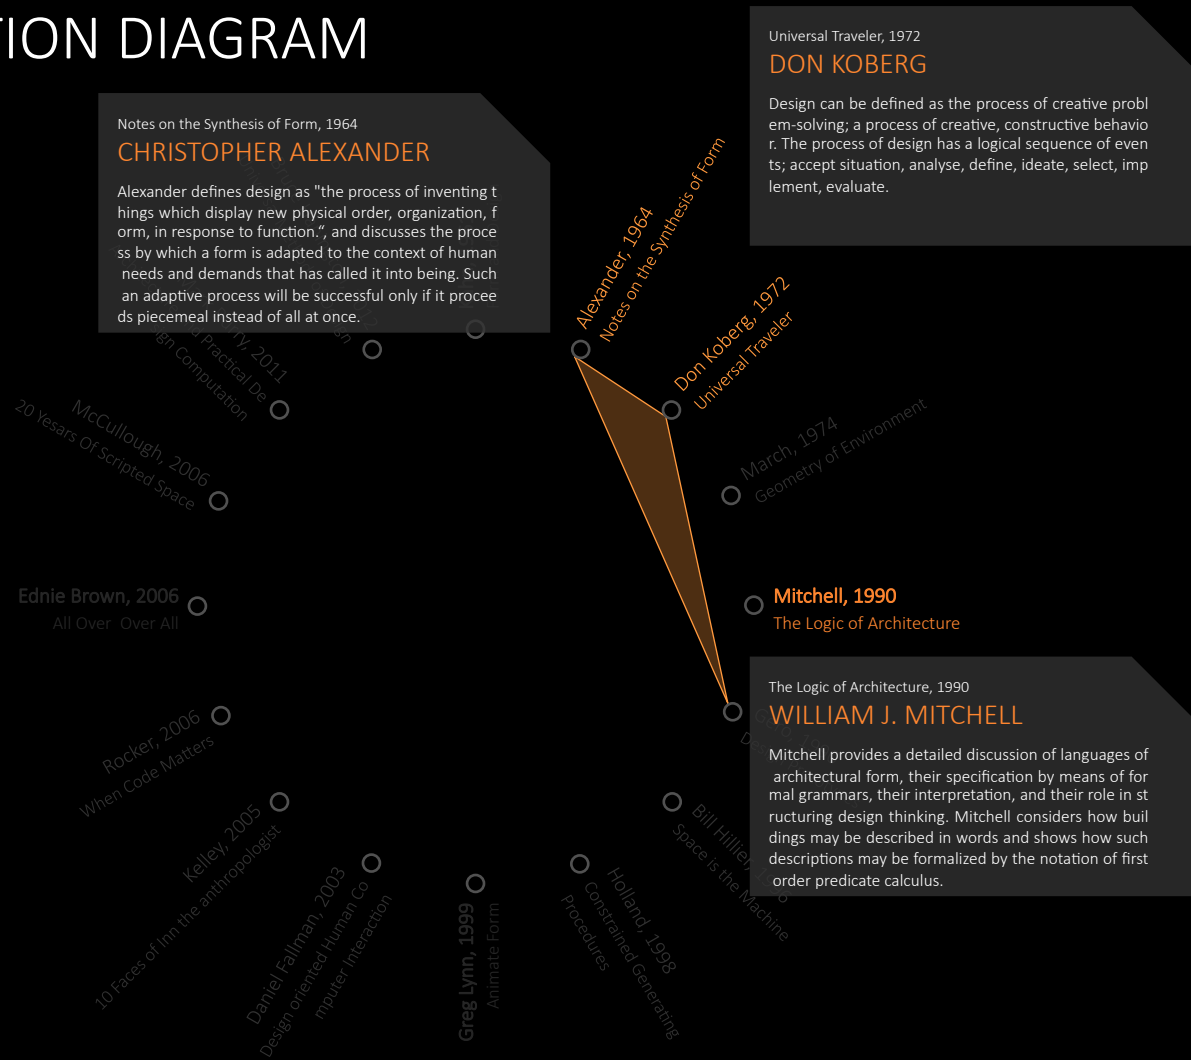 TION DIAGRAM
Universal Traveler, 1972
DON KOBERG
Design can be defined as the process of creative probl
em-solving; a process of creative, constructive behavio
r. The process of design has a logical sequence of even
ts; accept situation, analyse, define, ideate, select, imp
lement, evaluate.
Notes on the Synthesis of Form, 1964
CHRISTOPHER ALEXANDER
Alexander defines design as "the process of inventing t
hings which display new physical order, organization, f
orm, in response to function.“, and discusses the proce
ss by which a form is adapted to the context of human
needs and demands that has called it into being. Such
an adaptive process will be successful only if it procee
ds piecemeal instead of all at once.
Alexander, 1964
Notes on the Synthesis of Form
Don Koberg, 1972
Universal Traveler
March, 1974
Geometry of Environment
Mitchell, 1990
The Logic of Architecture
The Logic of Architecture, 1990
WILLIAM J. MITCHELL
Mitchell provides a detailed discussion of languages of
architectural form, their specification by means of for
mal grammars, their interpretation, and their role in st
ructuring design thinking. Mitchell considers how buil
dings may be described in words and shows how such
descriptions may be formalized by the notation of first
order predicate calculus.
Bill Hillier,
Space is the Machine
Holland, 1998
Constrained Generating
Procedures
Greg Lynn, 1999
Animate Form
Daniel Fallman, 2003
Design oriented Human Co
mputer Interaction
Kelley, 2005
10 Faces of Inn the anthropologist
Rocker, 2006
When Code Matters
Ednie Brown, 2006
All Over Over All
McCullough, 2006
20 Yesars Of Scripted Space
2011
Practical De
Computation